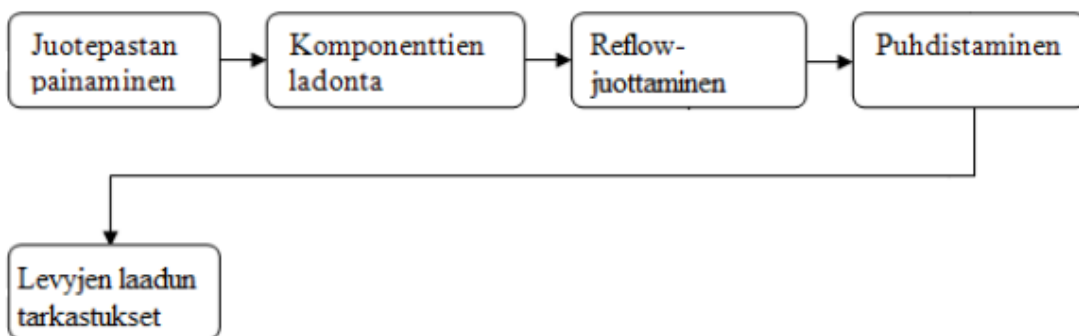 Juotepastan
painaminen
Komponenttien
ladonta
Reflow-
juottaminen
Puhdistaminen
Levyjen laadun
tarkastukset